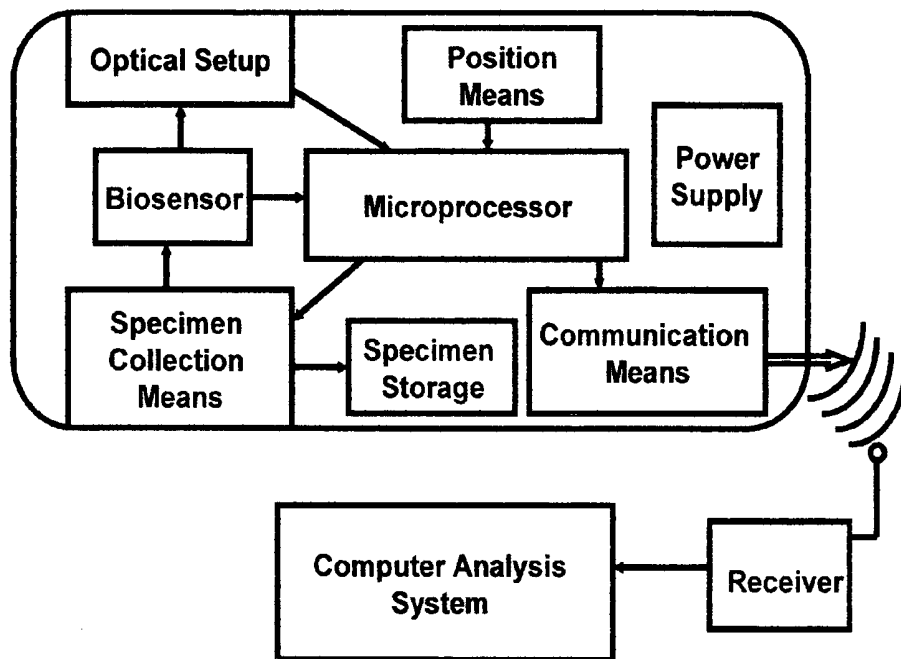 Optical Setup
Position
Means
Power
Supply
Biosensor
Microprocessor
Specimen
Collection
Means
Specimen
Storage
Communication
Means
Computer Analysis
System
Receiver